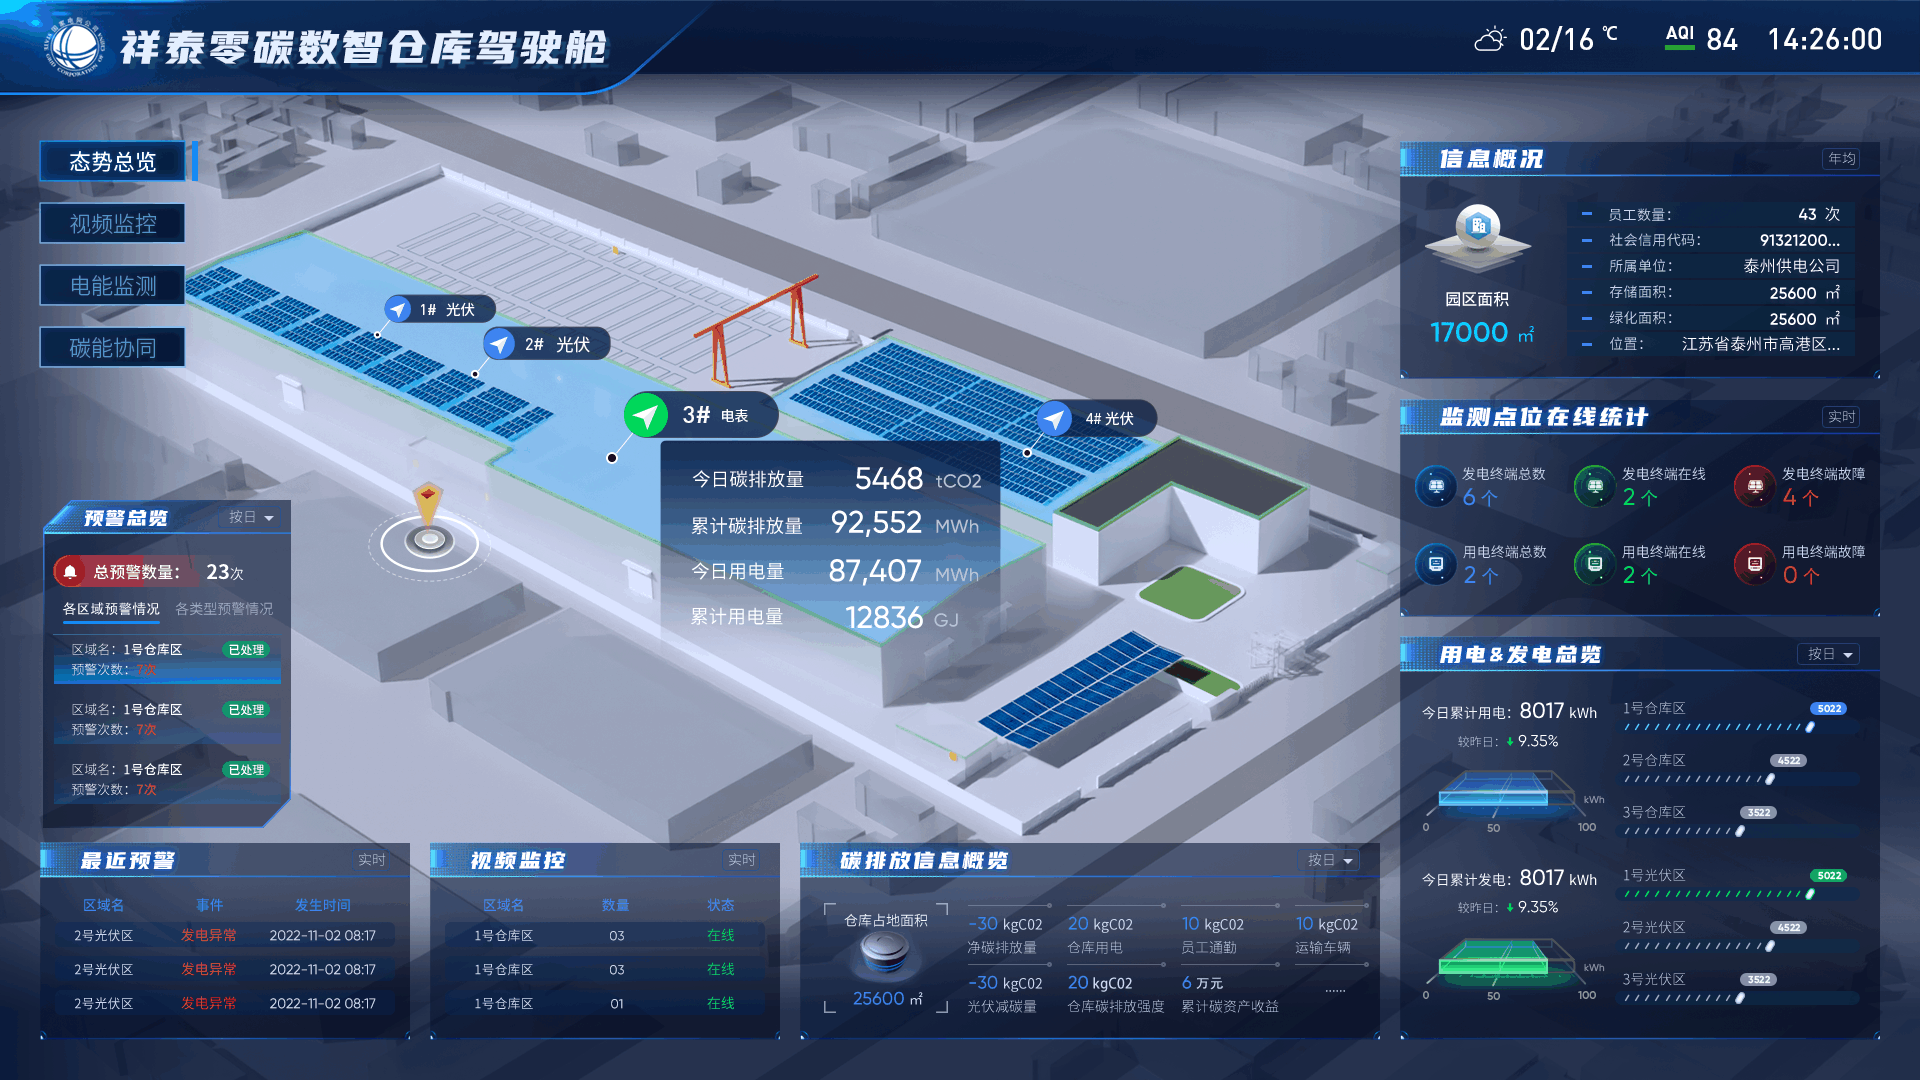 祥泰零碳数智仓库驾驶舱
02/16 ℃
AQI 84
14:26:00
态势总览
视频监控
电能监测
碳能协同
1# 光伏
2# 光伏
3# 电表
4# 光伏
今日碳排放量 5468 tCO2
累计碳排放量 92,552 MWh
今日用电量 87,407 MWh
累计用电量 12836 GJ
预警总览 按日
总预警数量： 23次
各区域预警情况 各类型预警情况
区域名：1号仓库区 已处理
预警次数：7次
区域名：1号仓库区 已处理
预警次数：7次
区域名：1号仓库区 已处理
预警次数：7次
最近预警 实时
区域名 事件 发生时间
2号光伏区 发电异常 2022-11-02 08:17
2号光伏区 发电异常 2022-11-02 08:17
2号光伏区 发电异常 2022-11-02 08:17
视频监控 实时
区域名 数量 状态
1号仓库区 03 在线
1号仓库区 03 在线
1号仓库区 01 在线
碳排放信息概览 按日
仓库占地面积
25600 ㎡
-30 kgC02 20 kgC02 10 kgC02 10 kgC02
净碳排放量 仓库用电 员工通勤 运输车辆
-30 kgC02 20 kgC02 6 万元 ......
光伏减碳量 仓库碳排放强度 累计碳资产收益
信息概况 年均
园区面积
17000 ㎡
员工数量： 43 次
社会信用代码： 91321200...
所属单位： 泰州供电公司
存储面积： 25600 ㎡
绿化面积： 25600 ㎡
位置： 江苏省泰州市高港区...
监测点位在线统计 实时
发电终端总数 发电终端在线 发电终端故障
6 个 2 个 4 个
用电终端总数 用电终端在线 用电终端故障
2 个 2 个 0 个
用电&发电总览 按日
今日累计用电：8017 kWh
较昨日： 9.35%
kWh
0 50 100
1号仓库区 5022
2号仓库区 4522
3号仓库区 3522
今日累计发电：8017 kWh
较昨日： 9.35%
kWh
0 50 100
1号光伏区 5022
2号光伏区 4522
3号光伏区 3522